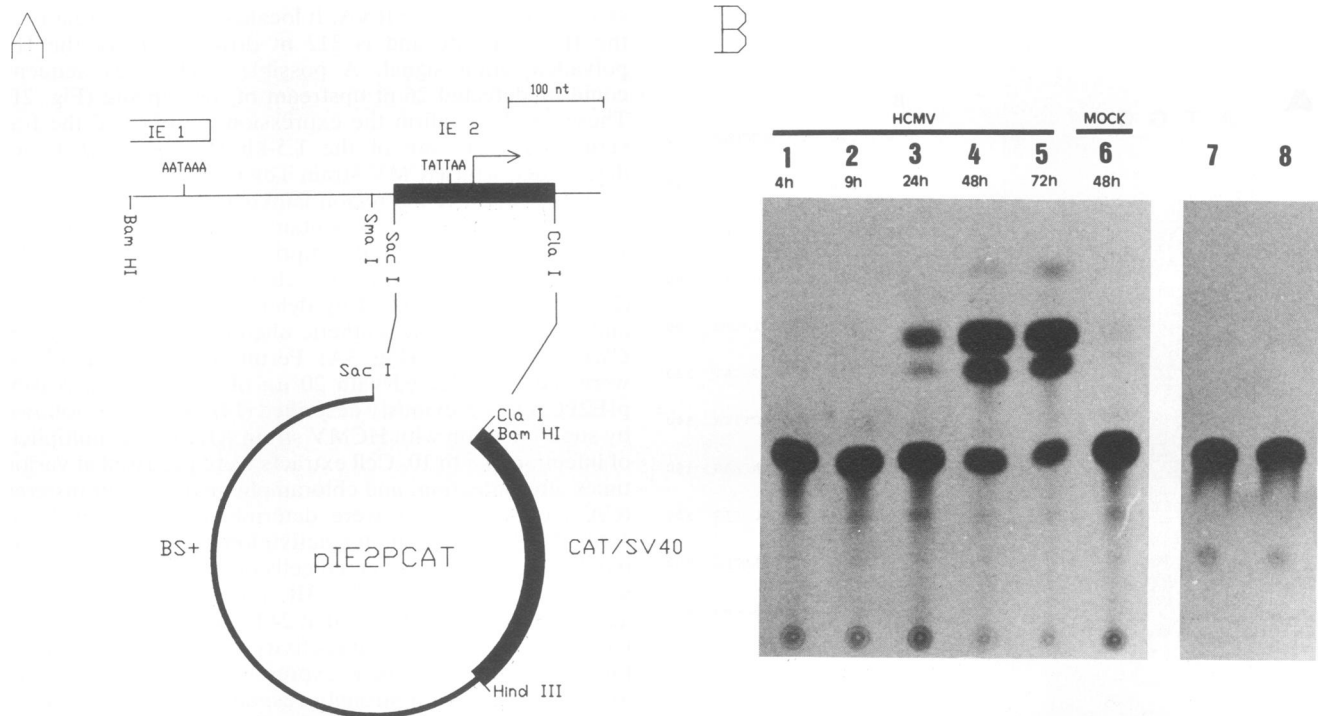 A
100 nt
IE 1
IE 2
AATAAA
TATTAA
Bam HI
Sma I
Sac I
Cla I
Sac I
Cla I
Bam HI
BS+
pIE2PCAT
CAT/SV40
Hind III
B
HCMV
MOCK
1 2 3 4 5 6 7 8
4h 9h 24h 48h 72h 48h